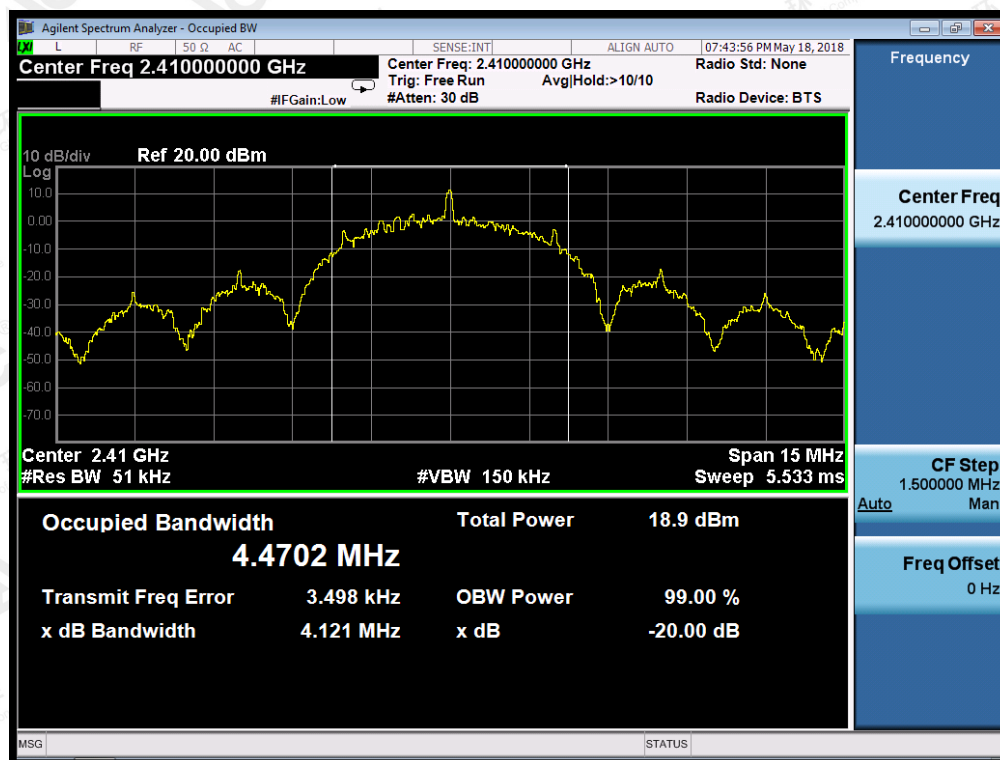 Agilent Spectrum Analyzer - Occupied BW
LXI L RF 50 Ω AC SENSE:INT ALIGN AUTO 07:43:56 PM May 18, 2018
Center Freq 2.410000000 GHz
Center Freq: 2.410000000 GHz
Radio Std: None
Trig: Free Run Avg|Hold:>10/10
#IFGain:Low
#Atten: 30 dB
Radio Device: BTS
10 dB/div Ref 20.00 dBm
Log
10.0
0.00
-10.0
-20.0
-30.0
-40.0
-50.0
-60.0
-70.0
Center 2.41 GHz Span 15 MHz
#Res BW 51 kHz #VBW 150 kHz Sweep 5.533 ms
Occupied Bandwidth Total Power 18.9 dBm
4.4702 MHz
Transmit Freq Error 3.498 kHz OBW Power 99.00 %
x dB Bandwidth 4.121 MHz x dB -20.00 dB
MSG STATUS
Frequency
Center Freq
2.410000000 GHz
CF Step
1.500000 MHz
Auto Man
Freq Offset
0 Hz